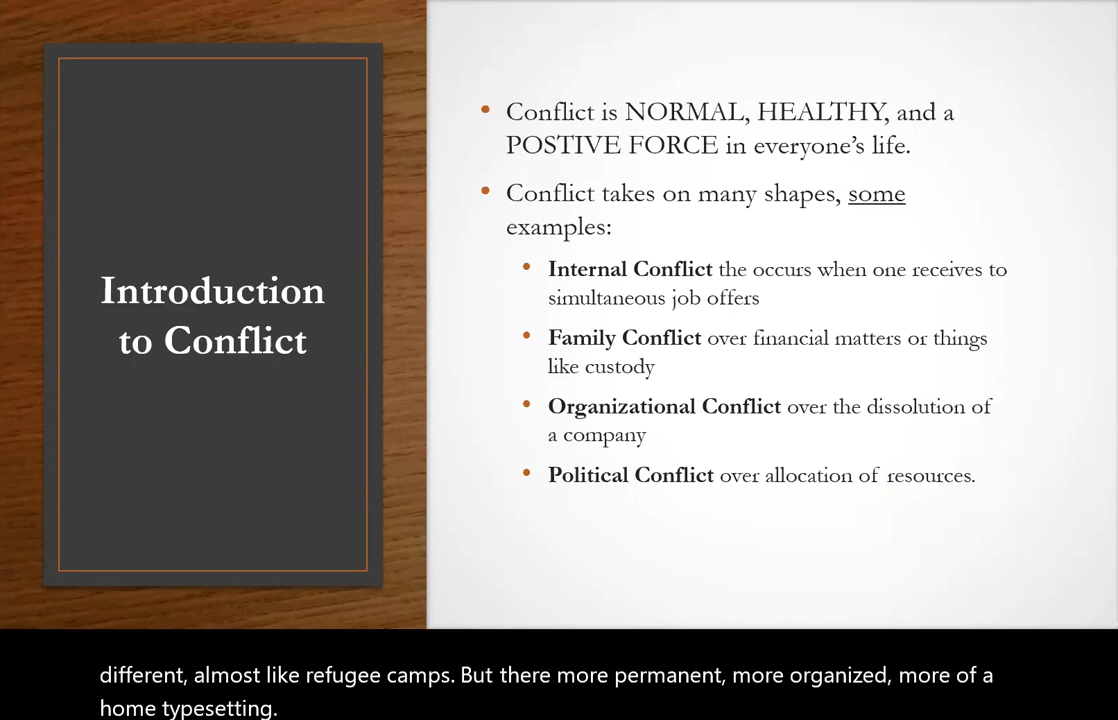 Introduction
to Conflict
• Conflict is NORMAL, HEALTHY, and a
POSTIVE FORCE in everyone’s life.
• Conflict takes on many shapes, some
examples:
• Internal Conflict the occurs when one receives to
simultaneous job offers
• Family Conflict over financial matters or things
like custody
• Organizational Conflict over the dissolution of
a company
• Political Conflict over allocation of resources.
different, almost like refugee camps. But there more permanent, more organized, more of a
home typesetting.